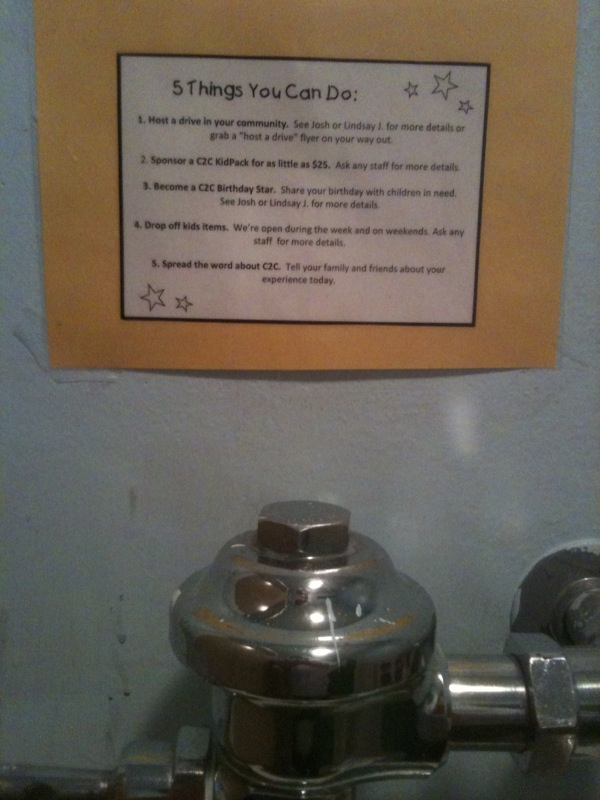 5 Things You Can Do:
1. Host a drive in your community. See Josh or Lindsay J. for more details or
grab a "host a drive" flyer on your way out.
2. Sponsor a C2C KidPack for as little as $25. Ask any staff for more details.
3. Become a C2C Birthday Star. Share your birthday with children in need.
See Josh or Lindsay J. for more details.
4. Drop off kids items. We're open during the week and on weekends. Ask any
staff for more details.
5. Spread the word about C2C. Tell your family and friends about your
experience today.